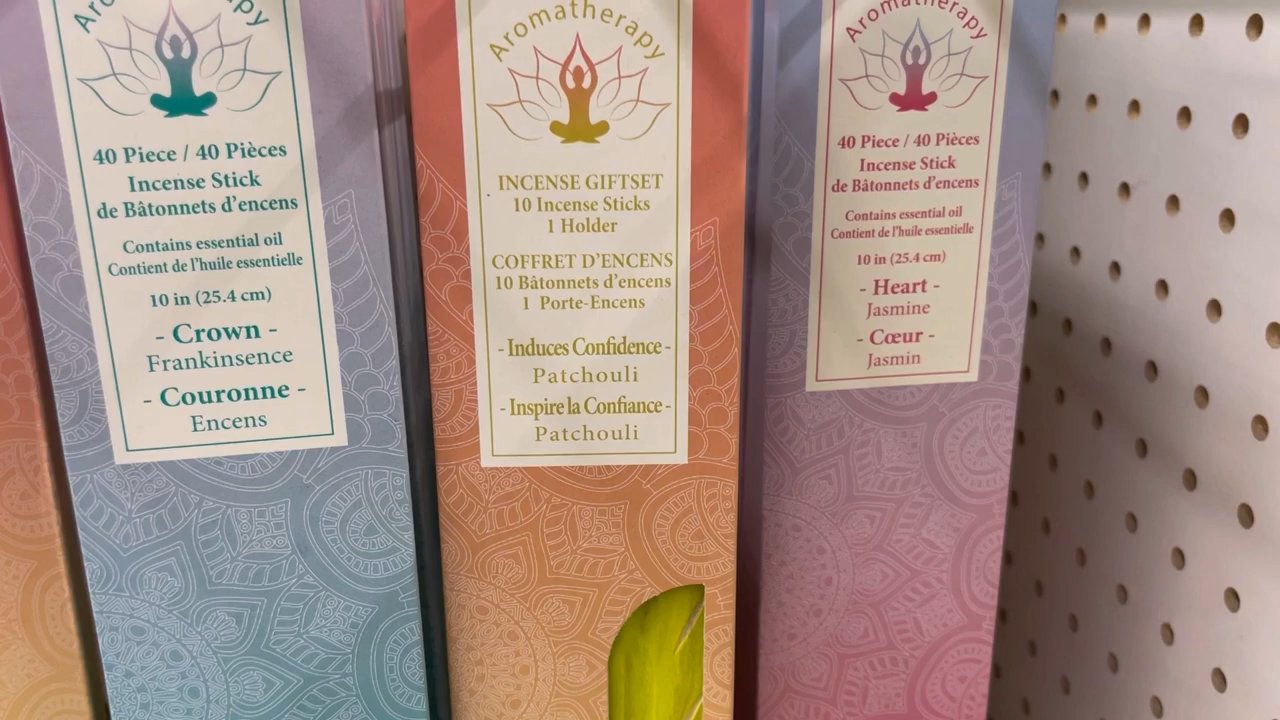 Aromatherapy
40 Piece / 40 Pièces
Incense Stick
de Bâtonnets d'encens
Contains essential oil
Contient de l'huile essentielle
10 in (25.4 cm)
- Crown -
Frankinsence
- Couronne -
Encens
Aromatherapy
INCENSE GIFTSET
10 Incense Sticks
1 Holder
COFFRET D'ENCENS
10 Bâtonnets d'encens
1 Porte-Encens
- Induces Confidence -
Patchouli
- Inspire la Confiance -
Patchouli
Aromatherapy
40 Piece / 40 Pièces
Incense Stick
de Bâtonnets d'encens
Contains essential oil
Contient de l'huile essentielle
10 in (25.4 cm)
- Heart -
Jasmine
- Cœur -
Jasmin